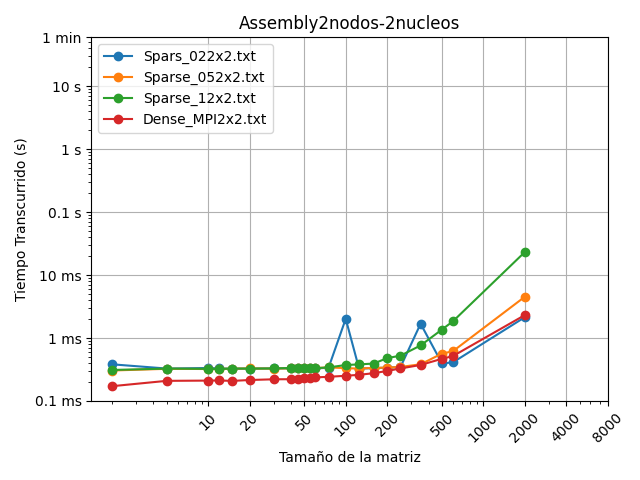 Assembly2nodos-2nucleos
1 min
10 s
1 s
0.1 s
10 ms
1 ms
0.1 ms
Tiempo Transcurrido (s)
Spars_022x2.txt
Sparse_052x2.txt
Sparse_12x2.txt
Dense_MPI2x2.txt
10
20
50
100
200
500
1000
2000
4000
8000
Tamaño de la matriz